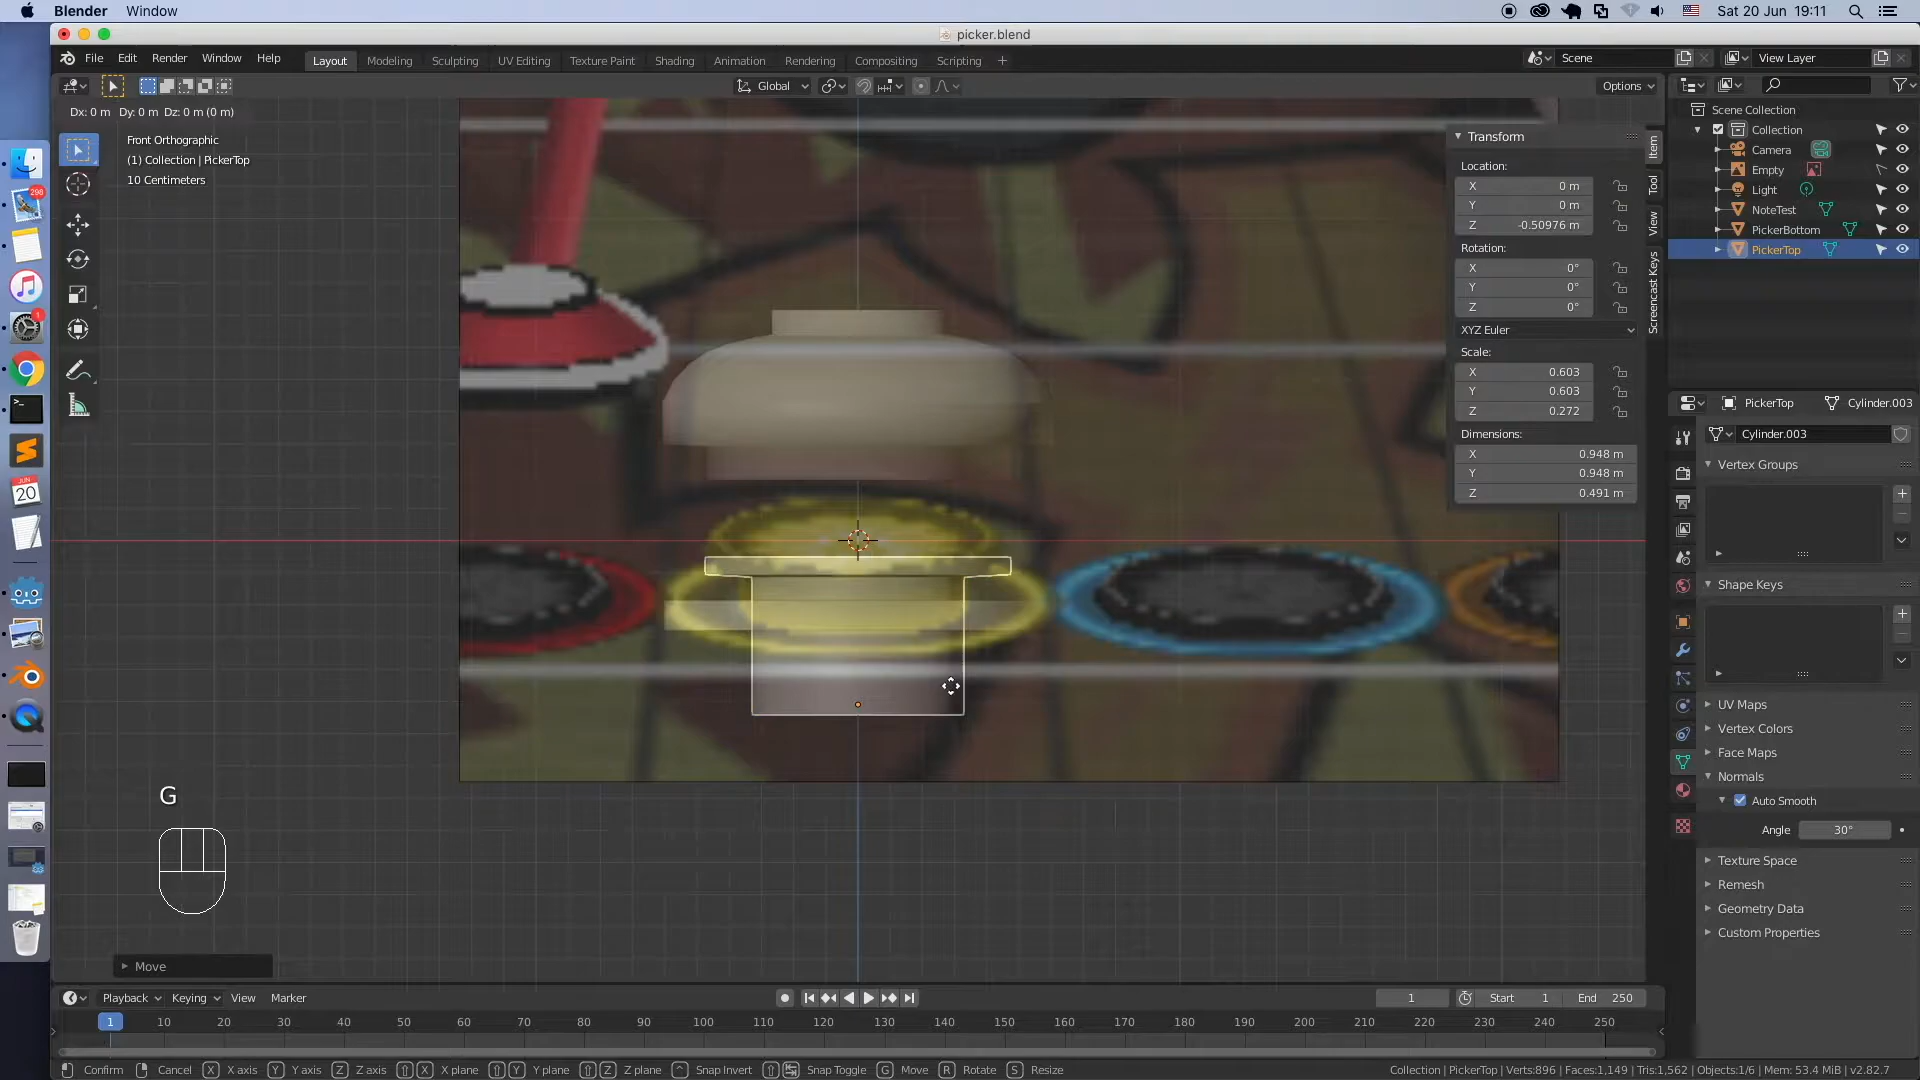 Blender Window
Sat 20 Jun 19:11
picker.blend
File Edit Render Window Help
Layout Modeling Sculpting UV Editing Texture Paint Shading Animation Rendering Compositing Scripting +
Scene View Layer
Global
Options
Dx: 0 m Dy: 0 m Dz: 0 m (0 m)
Front Orthographic
(1) Collection | PickerTop
10 Centimeters
Transform
Location:
X 0 m
Y 0 m
Z -0.50976 m
Rotation:
X 0°
Y 0°
Z 0°
XYZ Euler
Scale:
X 0.603
Y 0.603
Z 0.272
Dimensions:
X 0.948 m
Y 0.948 m
Z 0.491 m
Item
Tool
View
Screencast Keys
Scene Collection
Collection
Camera
Empty
Light
NoteTest
PickerBottom
PickerTop
PickerTop Cylinder.003
Cylinder.003
Vertex Groups
Shape Keys
UV Maps
Vertex Colors
Face Maps
Normals
Auto Smooth
Angle 30°
Texture Space
Remesh
Geometry Data
Custom Properties
298
1
JUN
20
G
Move
Playback Keying View Marker
1 Start 1 End 250
1 10 20 30 40 50 60 70 80 90 100 110 120 130 140 150 160 170 180 190 200 210 220 230 240 250
Confirm Cancel X X axis Y Y axis Z Z axis X X plane Y Y plane Z Z plane Snap Invert Snap Toggle G Move R Rotate S Resize
Collection | PickerTop | Verts:896 | Faces:1,149 | Tris:1,562 | Objects:1/6 | Mem: 53.4 MiB | v2.82.7